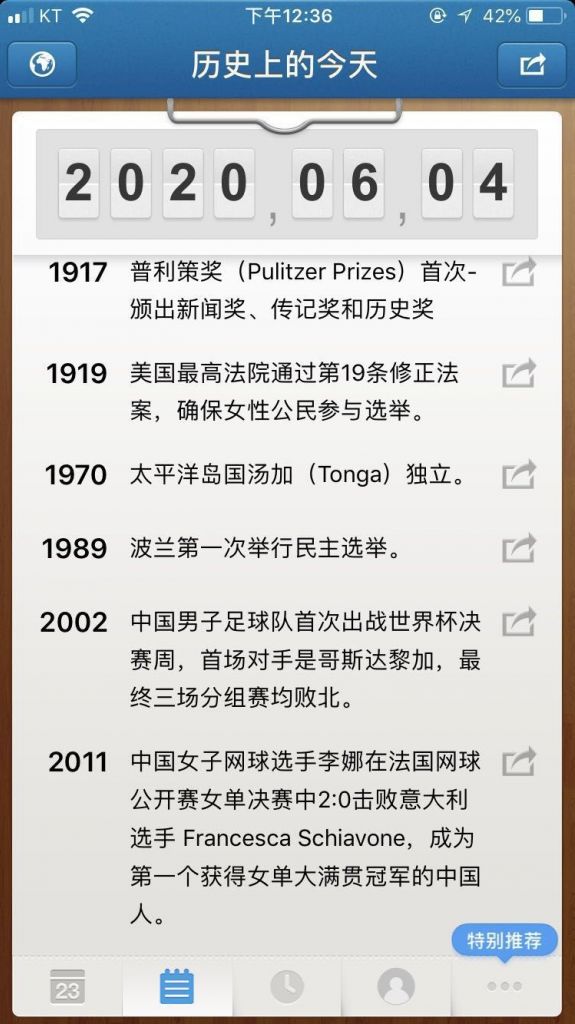 KT 下午12:36 42%
历史上的今天
2020,06,04
1917 普利策奖（Pulitzer Prizes）首次-
颁出新闻奖、传记奖和历史奖
1919 美国最高法院通过第19条修正法
案，确保女性公民参与选举。
1970 太平洋岛国汤加（Tonga）独立。
1989 波兰第一次举行民主选举。
2002 中国男子足球队首次出战世界杯决
赛周，首场对手是哥斯达黎加，最
终三场分组赛均败北。
2011 中国女子网球选手李娜在法国网球
公开赛女单决赛中2:0击败意大利
选手 Francesca Schiavone，成为
第一个获得女单大满贯冠军的中国
人。
特别推荐
23